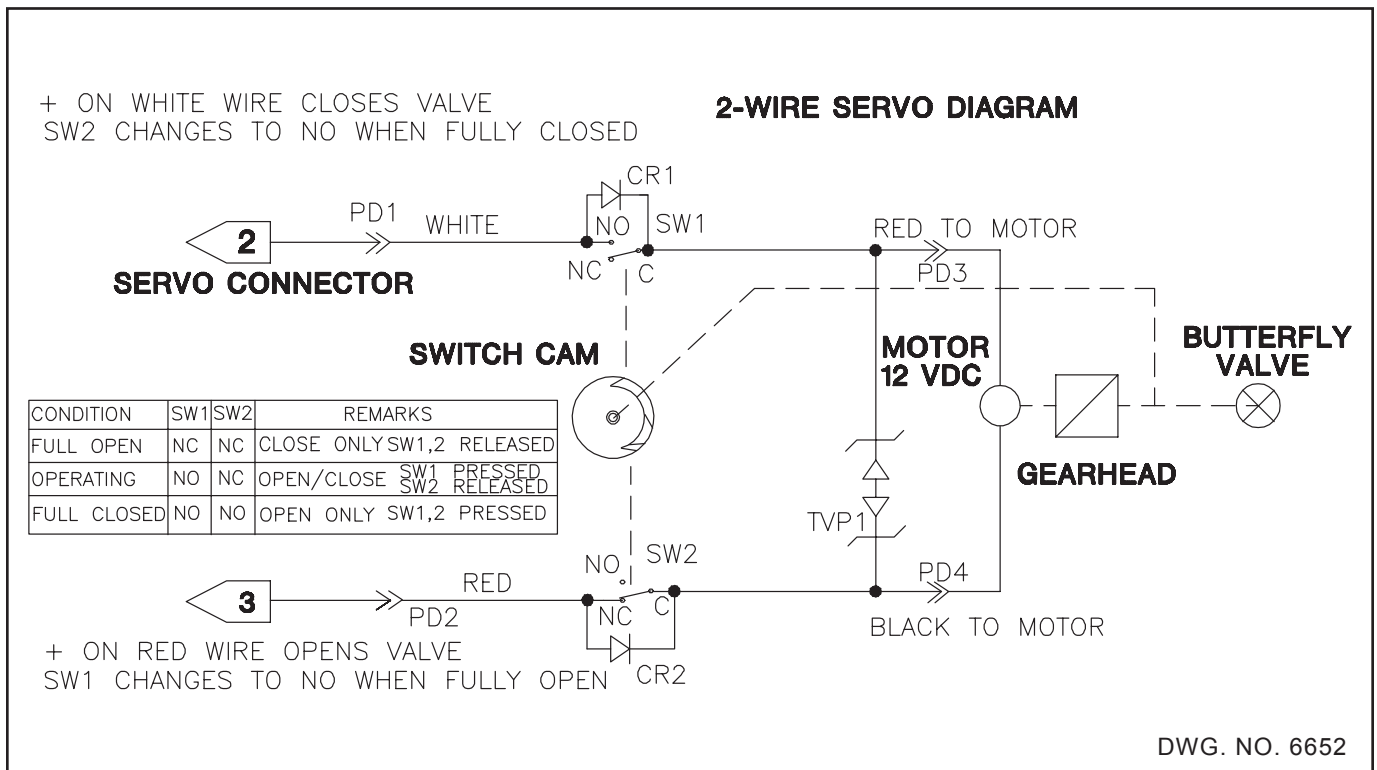 + ON WHITE WIRE CLOSES VALVE
SW2 CHANGES TO NO WHEN FULLY CLOSED
2-WIRE SERVO DIAGRAM
CR1
PD1
WHITE
NO
SW1
RED TO MOTOR
2
NC
C
PD3
SERVO CONNECTOR
SWITCH CAM
MOTOR
12 VDC
BUTTERFLY
VALVE
CONDITION SW1 SW2 REMARKS
FULL OPEN NC NC CLOSE ONLY SW1,2 RELEASED
OPERATING NO NC OPEN/CLOSE SW1 PRESSED
SW2 RELEASED
FULL CLOSED NO NO OPEN ONLY SW1,2 PRESSED
GEARHEAD
TVP1
NO
SW2
RED
PD4
3
PD2
NC
C
BLACK TO MOTOR
+ ON RED WIRE OPENS VALVE
SW1 CHANGES TO NO WHEN FULLY OPEN
CR2
DWG. NO. 6652